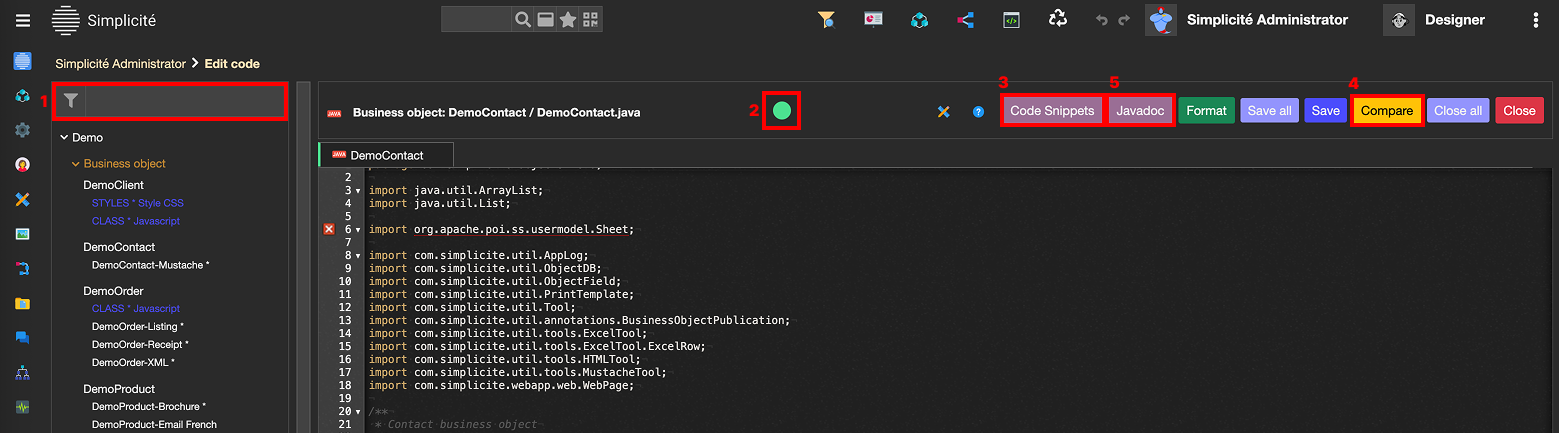 Simplicité
Simplicité Administrator
Designer
Simplicité Administrator > Edit code
1
Demo
Business object
DemoClient
STYLES * Style CSS
CLASS * Javascript
DemoContact
DemoContact-Mustache *
DemoOrder
CLASS * Javascript
DemoOrder-Listing *
DemoOrder-Receipt *
DemoOrder-XML *
DemoProduct
DemoProduct-Brochure *
DemoProduct-Email French
JAVA Business object: DemoContact / DemoContact.java
2
3
5
4
Code Snippets Javadoc Format Save all Save Compare Close all Close
JAVA DemoContact
2
3 import java.util.ArrayList;
4 import java.util.List;
5
6 import org.apache.poi.ss.usermodel.Sheet;
7
8 import com.simplicite.util.AppLog;
9 import com.simplicite.util.ObjectDB;
10 import com.simplicite.util.ObjectField;
11 import com.simplicite.util.PrintTemplate;
12 import com.simplicite.util.Tool;
13 import com.simplicite.util.annotations.BusinessObjectPublication;
14 import com.simplicite.util.tools.ExcelTool;
15 import com.simplicite.util.tools.ExcelTool.ExcelRow;
16 import com.simplicite.util.tools.HTMLTool;
17 import com.simplicite.util.tools.MustacheTool;
18 import com.simplicite.webapp.web.WebPage;
19
20 /**
21 * Contact business object